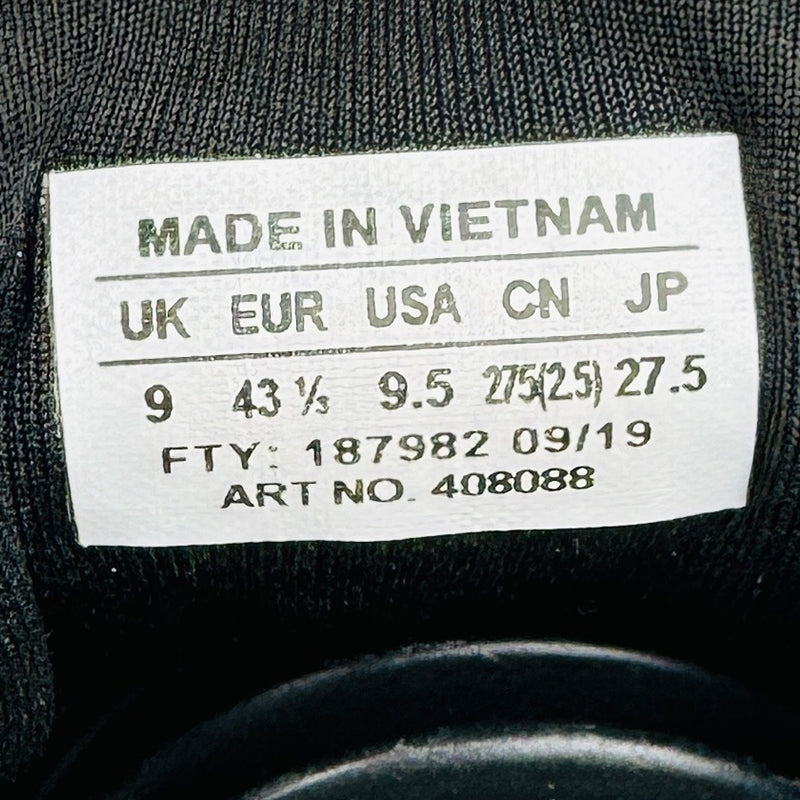 MADE IN VIETNAM
UK EUR USA CN JP
9 43 ⅓ 9.5 275(2.5) 27.5
FTY: 187982 09/19
ART NO. 408088